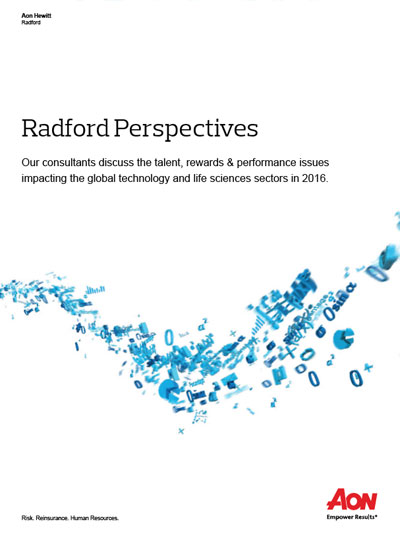 Aon Hewitt
Radford
Radford Perspectives
Our consultants discuss the talent, rewards & performance issues
impacting the global technology and life sciences sectors in 2016.
AON
Empower Results®
Risk. Reinsurance. Human Resources.